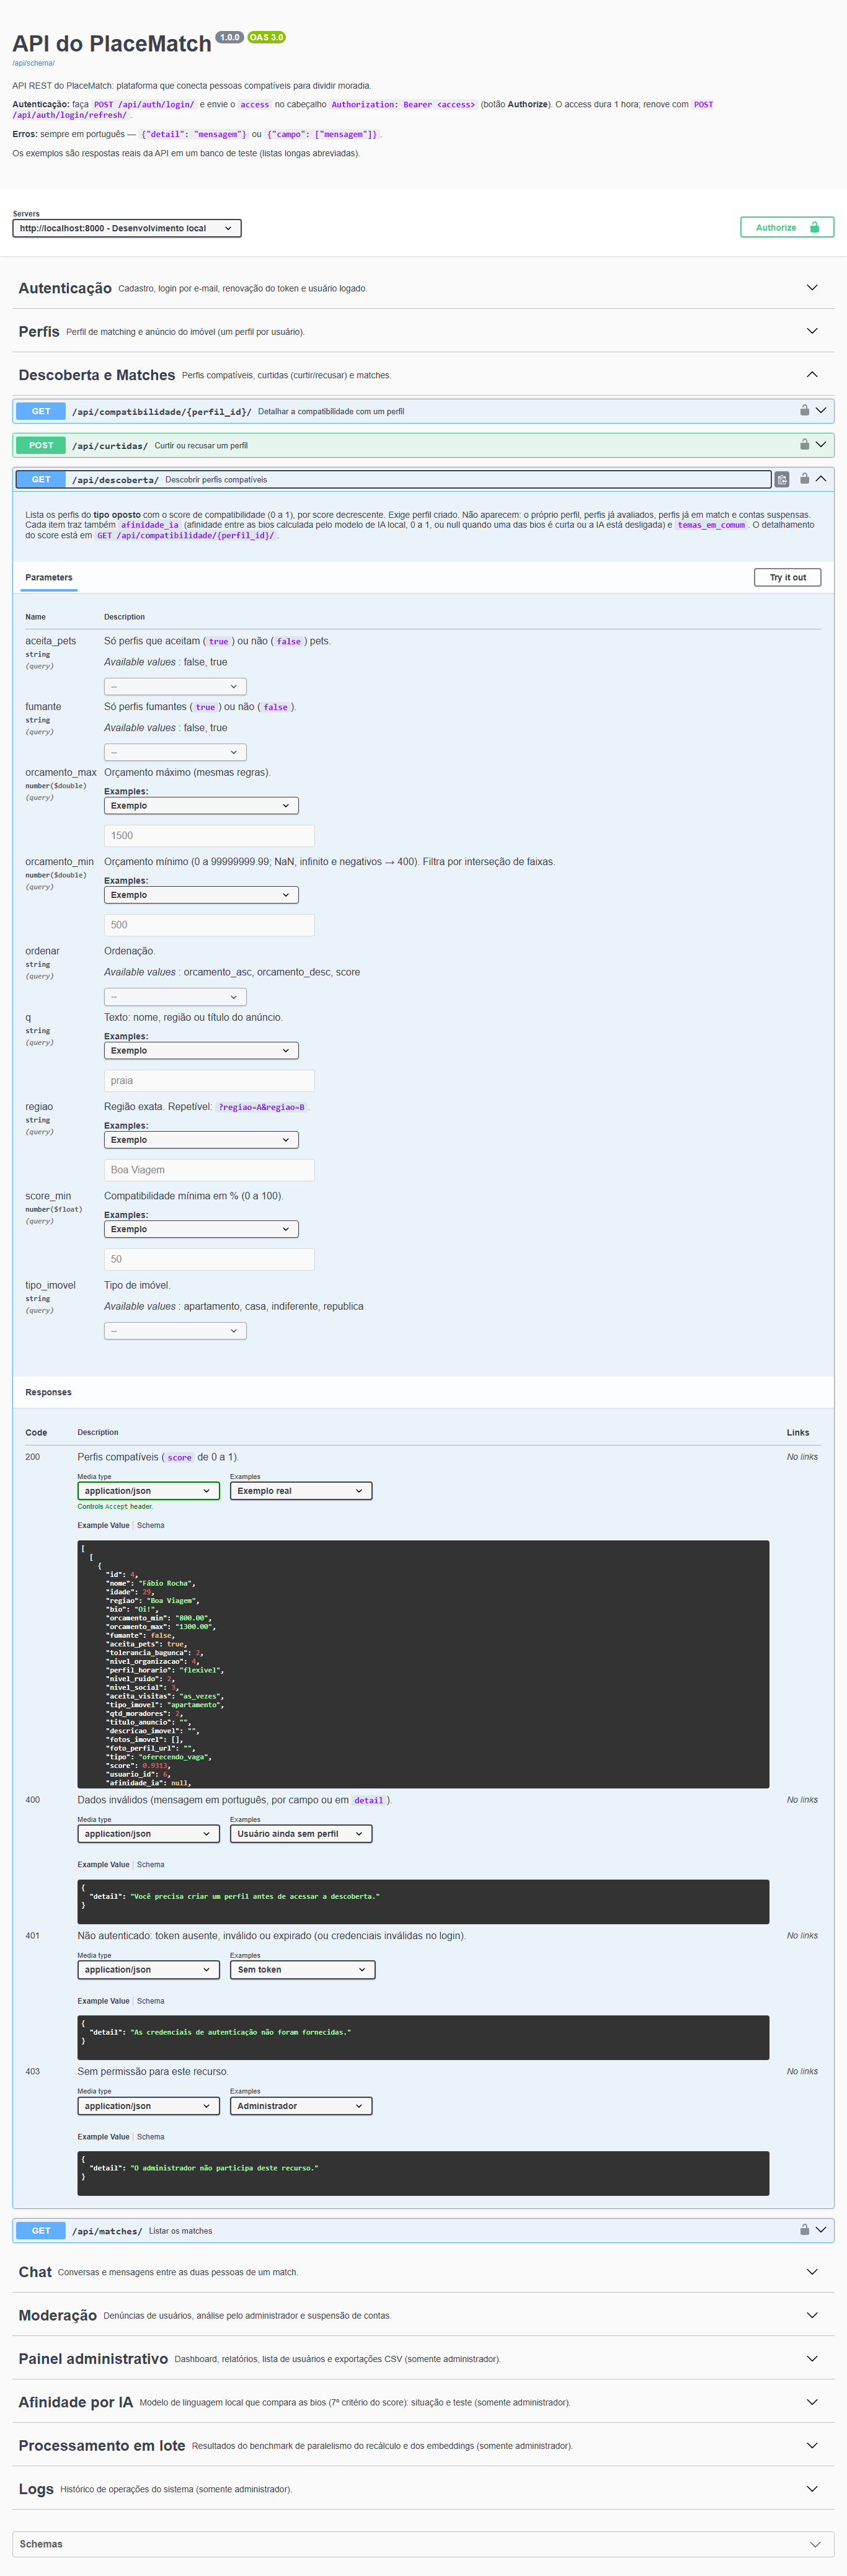 API do PlaceMatch 1.0.0 OAS 3.0
/api/schema/
API REST do PlaceMatch: plataforma que conecta pessoas compatíveis para dividir moradia.
Autenticação: faça POST /api/auth/login/ e envie o access no cabeçalho Authorization: Bearer <access> (botão Authorize). O access dura 1 hora; renove com POST
/api/auth/login/refresh/.
Erros: sempre em português — {"detail": "mensagem"} ou {"campo": ["mensagem"]}.
Os exemplos são respostas reais da API em um banco de teste (listas longas abreviadas).
Servers
http://localhost:8000 - Desenvolvimento local
Authorize
Autenticação Cadastro, login por e-mail, renovação do token e usuário logado.
Perfis Perfil de matching e anúncio do imóvel (um perfil por usuário).
Descoberta e Matches Perfis compatíveis, curtidas (curtir/recusar) e matches.
GET /api/compatibilidade/{perfil_id}/ Detalhar a compatibilidade com um perfil
POST /api/curtidas/ Curtir ou recusar um perfil
GET /api/descoberta/ Descobrir perfis compatíveis
Lista os perfis do tipo oposto com o score de compatibilidade (0 a 1), por score decrescente. Exige perfil criado. Não aparecem: o próprio perfil, perfis já avaliados, perfis já em match e contas suspensas.
Cada item traz também afinidade_ia (afinidade entre as bios calculada pelo modelo de IA local, 0 a 1, ou null quando uma das bios é curta ou a IA está desligada) e temas_em_comum. O detalhamento
do score está em GET /api/compatibilidade/{perfil_id}/.
Parameters
Try it out
Name Description
aceita_pets Só perfis que aceitam (true) ou não (false) pets.
string
(query)
Available values : false, true
--
fumante Só perfis fumantes (true) ou não (false).
string
(query)
Available values : false, true
--
orcamento_max Orçamento máximo (mesmas regras).
number($double)
(query)
Examples:
Exemplo
1500
orcamento_min Orçamento mínimo (0 a 99999999.99; NaN, infinito e negativos → 400). Filtra por interseção de faixas.
number($double)
(query)
Examples:
Exemplo
500
ordenar Ordenação.
string
(query)
Available values : orcamento_asc, orcamento_desc, score
--
q Texto: nome, região ou título do anúncio.
string
(query)
Examples:
Exemplo
praia
regiao Região exata. Repetível: ?regiao=A&regiao=B.
string
(query)
Examples:
Exemplo
Boa Viagem
score_min Compatibilidade mínima em % (0 a 100).
number($float)
(query)
Examples:
Exemplo
50
tipo_imovel Tipo de imóvel.
string
(query)
Available values : apartamento, casa, indiferente, republica
--
Responses
Code Description Links
200 Perfis compatíveis (score de 0 a 1). No links
Media type Examples
application/json Exemplo real
Controls Accept header.
Example Value | Schema
[
[
{
"id": 4,
"nome": "Fábio Rocha",
"idade": 29,
"regiao": "Boa Viagem",
"bio": "Oi!",
"orcamento_min": "800.00",
"orcamento_max": "1300.00",
"fumante": false,
"aceita_pets": true,
"tolerancia_bagunca": 2,
"nivel_organizacao": 4,
"perfil_horario": "flexivel",
"nivel_ruido": 2,
"nivel_social": 3,
"aceita_visitas": "as_vezes",
"tipo_imovel": "apartamento",
"qtd_moradores": 2,
"titulo_anuncio": "",
"descricao_imovel": "",
"fotos_imovel": [],
"foto_perfil_url": "",
"tipo": "oferecendo_vaga",
"score": 0.9313,
"usuario_id": 6,
"afinidade_ia": null,
400 Dados inválidos (mensagem em português, por campo ou em detail). No links
Media type Examples
application/json Usuário ainda sem perfil
Example Value | Schema
{
"detail": "Você precisa criar um perfil antes de acessar a descoberta."
}
401 Não autenticado: token ausente, inválido ou expirado (ou credenciais inválidas no login). No links
Media type Examples
application/json Sem token
Example Value | Schema
{
"detail": "As credenciais de autenticação não foram fornecidas."
}
403 Sem permissão para este recurso. No links
Media type Examples
application/json Administrador
Example Value | Schema
{
"detail": "O administrador não participa deste recurso."
}
GET /api/matches/ Listar os matches
Chat Conversas e mensagens entre as duas pessoas de um match.
Moderação Denúncias de usuários, análise pelo administrador e suspensão de contas.
Painel administrativo Dashboard, relatórios, lista de usuários e exportações CSV (somente administrador).
Afinidade por IA Modelo de linguagem local que compara as bios (7º critério do score): situação e teste (somente administrador).
Processamento em lote Resultados do benchmark de paralelismo do recálculo e dos embeddings (somente administrador).
Logs Histórico de operações do sistema (somente administrador).
Schemas